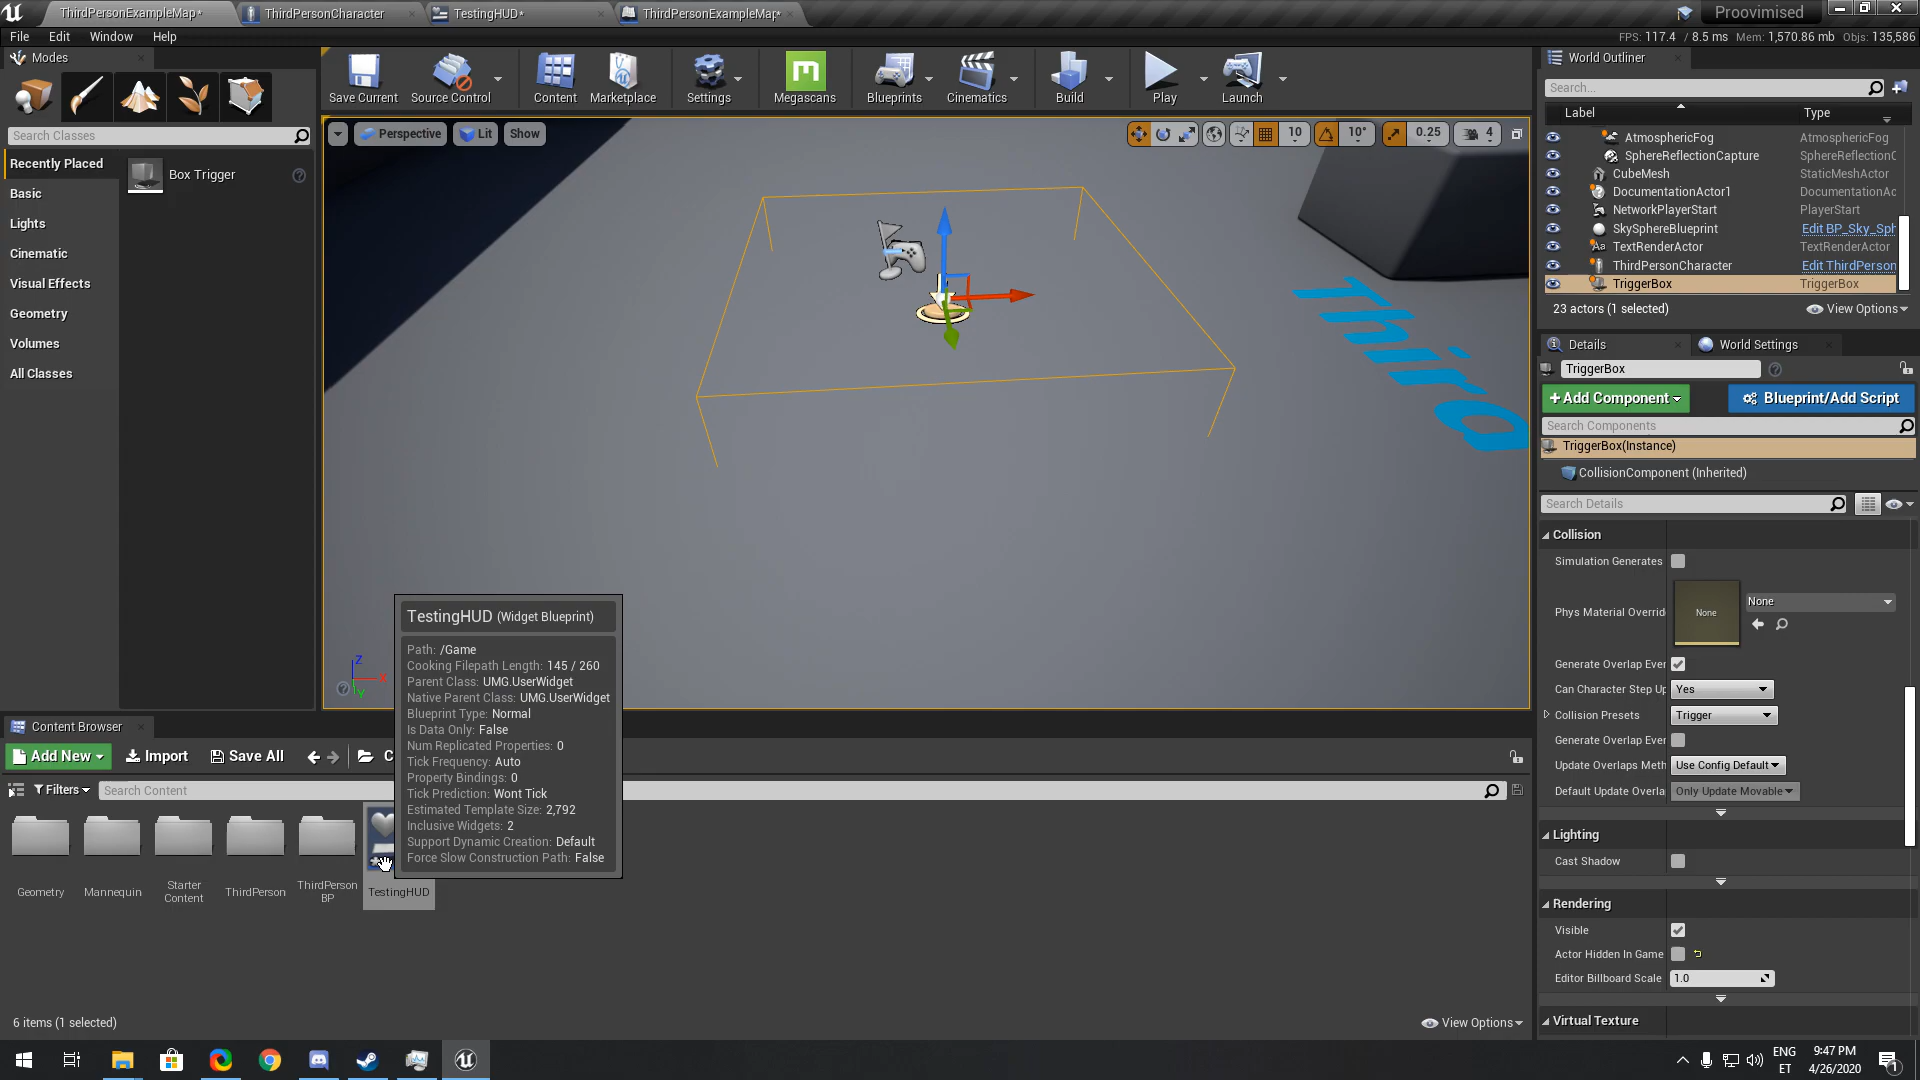 ThirdPersonExampleMap*
ThirdPersonCharacter
TestingHUD*
ThirdPersonExampleMap*
Proovimised
File Edit Window Help
FPS: 117.4 / 8.5 ms Mem: 1,570.86 mb Objs: 135,586
Modes
Save Current
Source Control
Content
Marketplace
Settings
Megascans
Blueprints
Cinematics
Build
Play
Launch
Search Classes
Recently Placed
Basic
Lights
Cinematic
Visual Effects
Geometry
Volumes
All Classes
Box Trigger
Perspective Lit Show
10 10° 0.25 4
Third
Z
X
Y
World Outliner
Search...
Label Type
AtmosphericFog AtmosphericFog
SphereReflectionCapture SphereReflectionC
CubeMesh StaticMeshActor
DocumentationActor1 DocumentationAc
NetworkPlayerStart PlayerStart
SkySphereBlueprint Edit BP_Sky_Sph
TextRenderActor TextRenderActor
ThirdPersonCharacter Edit ThirdPerson
TriggerBox TriggerBox
23 actors (1 selected) View Options
Details World Settings
TriggerBox
+Add Component Blueprint/Add Script
Search Components
TriggerBox(Instance)
CollisionComponent (Inherited)
Search Details
Collision
Simulation Generates
Phys Material Overrid None None
Generate Overlap Ever
Can Character Step Up Yes
Collision Presets Trigger
Generate Overlap Ever
Update Overlaps Meth Use Config Default
Default Update Overla Only Update Movable
Lighting
Cast Shadow
Rendering
Visible
Actor Hidden In Game
Editor Billboard Scale 1.0
Virtual Texture
TestingHUD (Widget Blueprint)
Path: /Game
Cooking Filepath Length: 145 / 260
Parent Class: UMG.UserWidget
Native Parent Class: UMG.UserWidget
Blueprint Type: Normal
Is Data Only: False
Num Replicated Properties: 0
Tick Frequency: Auto
Property Bindings: 0
Tick Prediction: Wont Tick
Estimated Template Size: 2,792
Inclusive Widgets: 2
Support Dynamic Creation: Default
Force Slow Construction Path: False
Content Browser
Add New Import Save All C
Filters Search Content
Geometry
Mannequin
Starter
Content
ThirdPerson
ThirdPerson
BP
TestingHUD
6 items (1 selected) View Options
ENG
ET
9:47 PM
4/26/2020
1